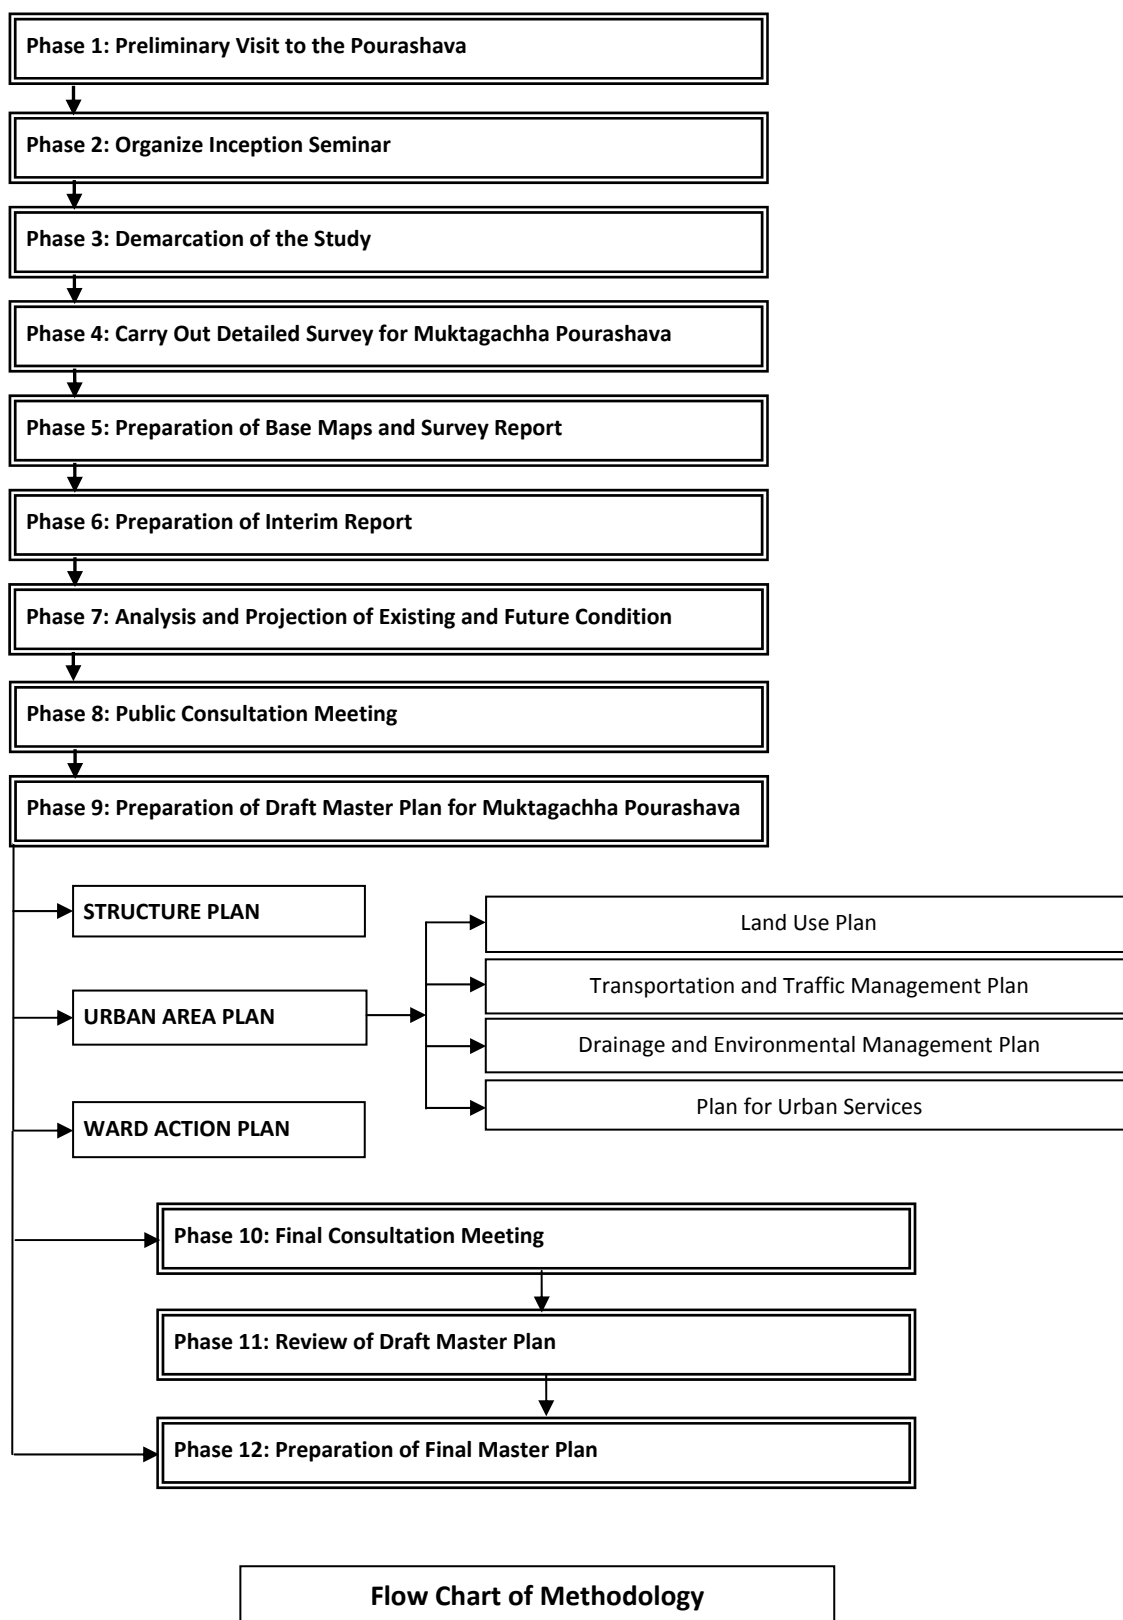 Phase 1: Preliminary Visit to the Pourashava
Phase 2: Organize Inception Seminar
Phase 3: Demarcation of the Study
Phase 4: Carry Out Detailed Survey for Muktagachha Pourashava
Phase 5: Preparation of Base Maps and Survey Report
Phase 6: Preparation of Interim Report
Phase 7: Analysis and Projection of Existing and Future Condition
Phase 8: Public Consultation Meeting
Phase 9: Preparation of Draft Master Plan for Muktagachha Pourashava
STRUCTURE PLAN
URBAN AREA PLAN
WARD ACTION PLAN
Land Use Plan
Transportation and Traffic Management Plan
Drainage and Environmental Management Plan
Plan for Urban Services
Phase 10: Final Consultation Meeting
Phase 11: Review of Draft Master Plan
Phase 12: Preparation of Final Master Plan
Flow Chart of Methodology